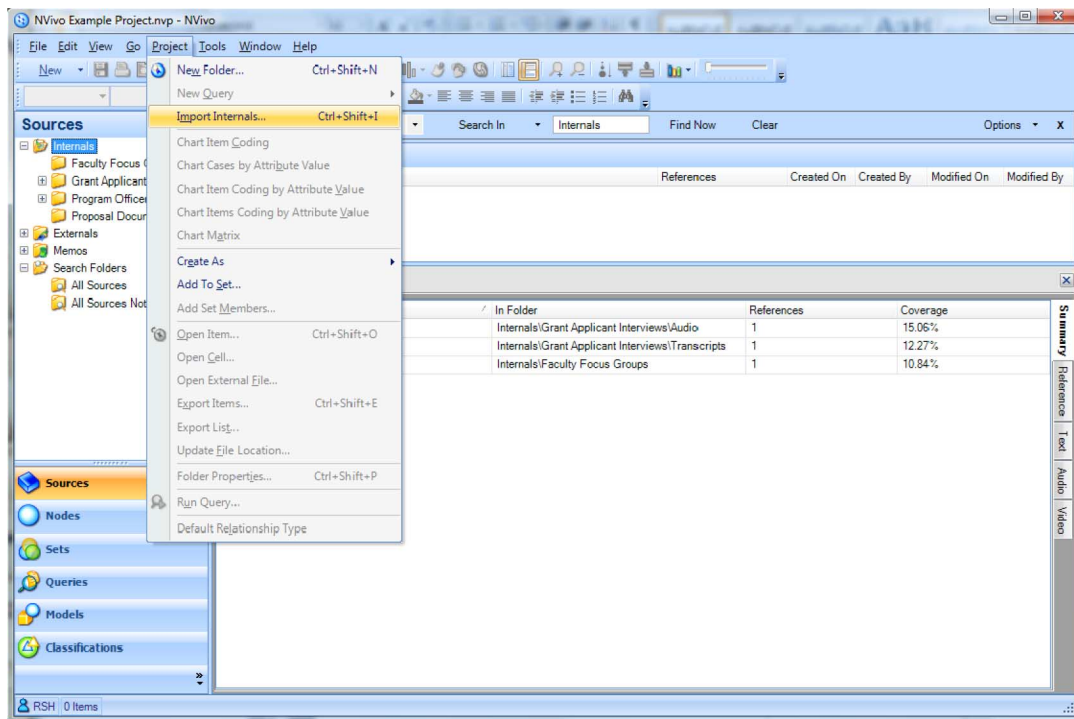 NVivo Example Project.nvp - NVivo
File Edit View Go Project Tools Window Help
New
Sources
Search In Internals Find Now Clear Options X
Internals
Faculty Focus
Grant Applicant
Program Officer
Proposal Docum
Externals
Memos
Search Folders
All Sources
All Sources Not
New Folder... Ctrl+Shift+N
New Query
Import Internals... Ctrl+Shift+I
Chart Item Coding
Chart Cases by Attribute Value
Chart Item Coding by Attribute Value
Chart Items Coding by Attribute Value
Chart Matrix
Create As
Add To Set...
Add Set Members...
Open Item... Ctrl+Shift+O
Open Cell...
Open External File...
Export Items... Ctrl+Shift+E
Export List...
Update File Location...
Folder Properties... Ctrl+Shift+P
Run Query...
Default Relationship Type
References Created On Created By Modified On Modified By
In Folder References Coverage
Internals\Grant Applicant Interviews\Audio 1 15.06%
Internals\Grant Applicant Interviews\Transcripts 1 12.27%
Internals\Faculty Focus Groups 1 10.84%
Summary
Reference
Text
Audio
Video
Sources
Nodes
Sets
Queries
Models
Classifications
RSH 0 Items